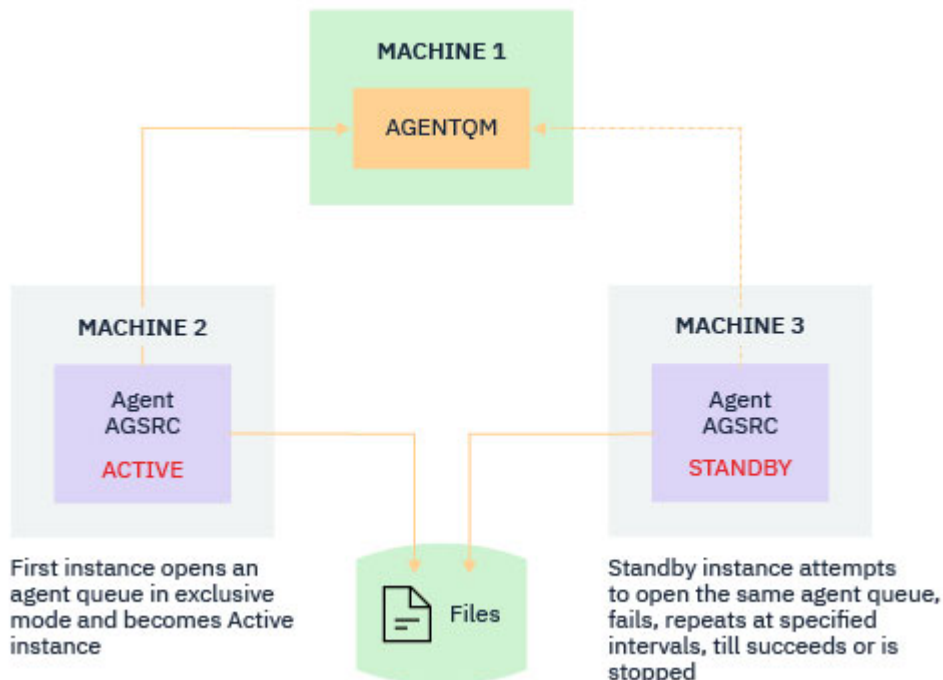 MACHINE 1
AGENTQM
MACHINE 2
Agent
AGSRC
ACTIVE
MACHINE 3
Agent
AGSRC
STANDBY
First instance opens an
agent queue in exclusive
mode and becomes Active
instance
Files
Standby instance attempts
to open the same agent queue,
fails, repeats at specified
intervals, till succeeds or is
stopped